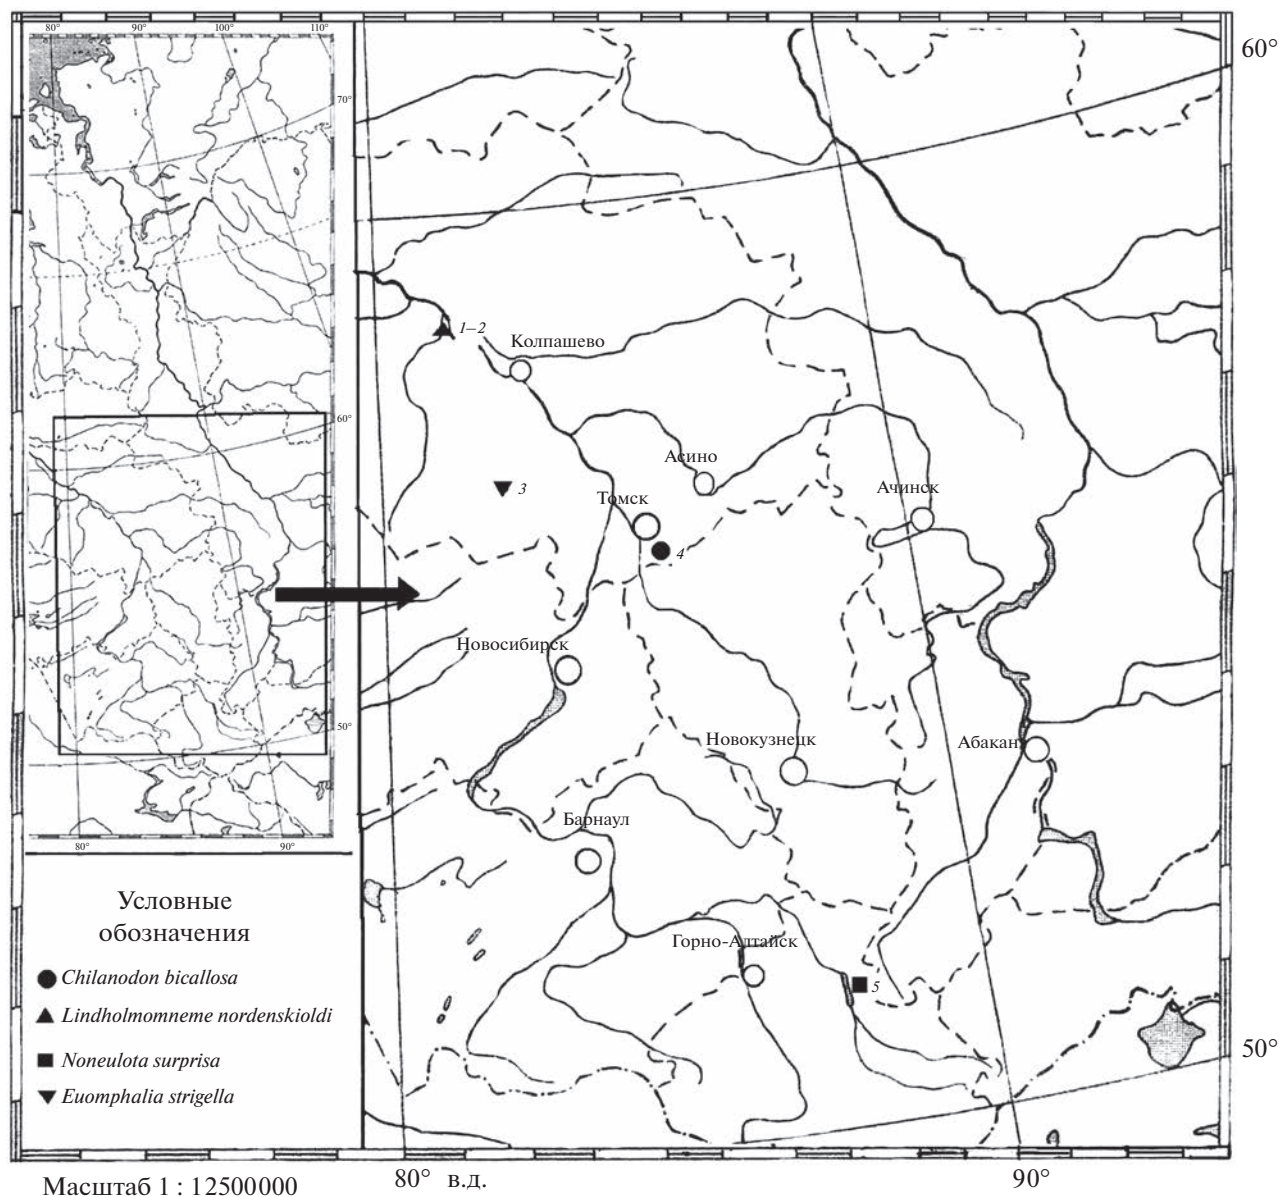 80°
90°
100°
110°
70°
60°
50°
80°
90°
60°
1–2
Колпашево
Асино
Томск
Ачинск
3
4
Новосибирск
Новокузнецк
Абакан
Барнаул
Горно-Алтайск
5
50°
Условные
обозначения
Chilanodon bicallosa
Lindholmomneme nordenskioldi
Noneulota surprisa
Euomphalia strigella
Масштаб 1 : 12500000
80° в.д.
90°